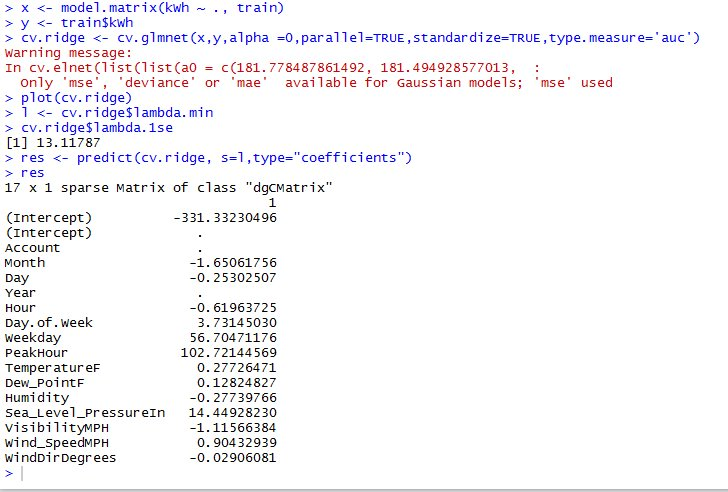 > x <- model.matrix(kwh ~ ., train)
> y <- train$kwh
> cv.ridge <- cv.glmnet(x,y,alpha =0,parallel=TRUE,standardize=TRUE,type.measure='auc')
Warning message:
In cv.elnet(list(list(a0 = c(181.778487861492, 181.494928577013,  :
  Only 'mse', 'deviance' or 'mae'  available for Gaussian models; 'mse' used
> plot(cv.ridge)
> l <- cv.ridge$lambda.min
> cv.ridge$lambda.1se
[1] 13.11787
> res <- predict(cv.ridge, s=l,type="coefficients")
> res
17 x 1 sparse Matrix of class "dgCMatrix"
1
(Intercept) -331.33230496
(Intercept) .
Account .
Month -1.65061756
Day -0.25302507
Year .
Hour -0.61963725
Day.of.Week 3.73145030
Weekday 56.70471176
PeakHour 102.72144569
TemperatureF 0.27726471
Dew_PointF 0.12824827
Humidity -0.27739766
Sea_Level_PressureIn 14.44928230
VisibilityMPH -1.11566384
Wind_SpeedMPH 0.90432939
WindDirDegrees -0.02906081
>